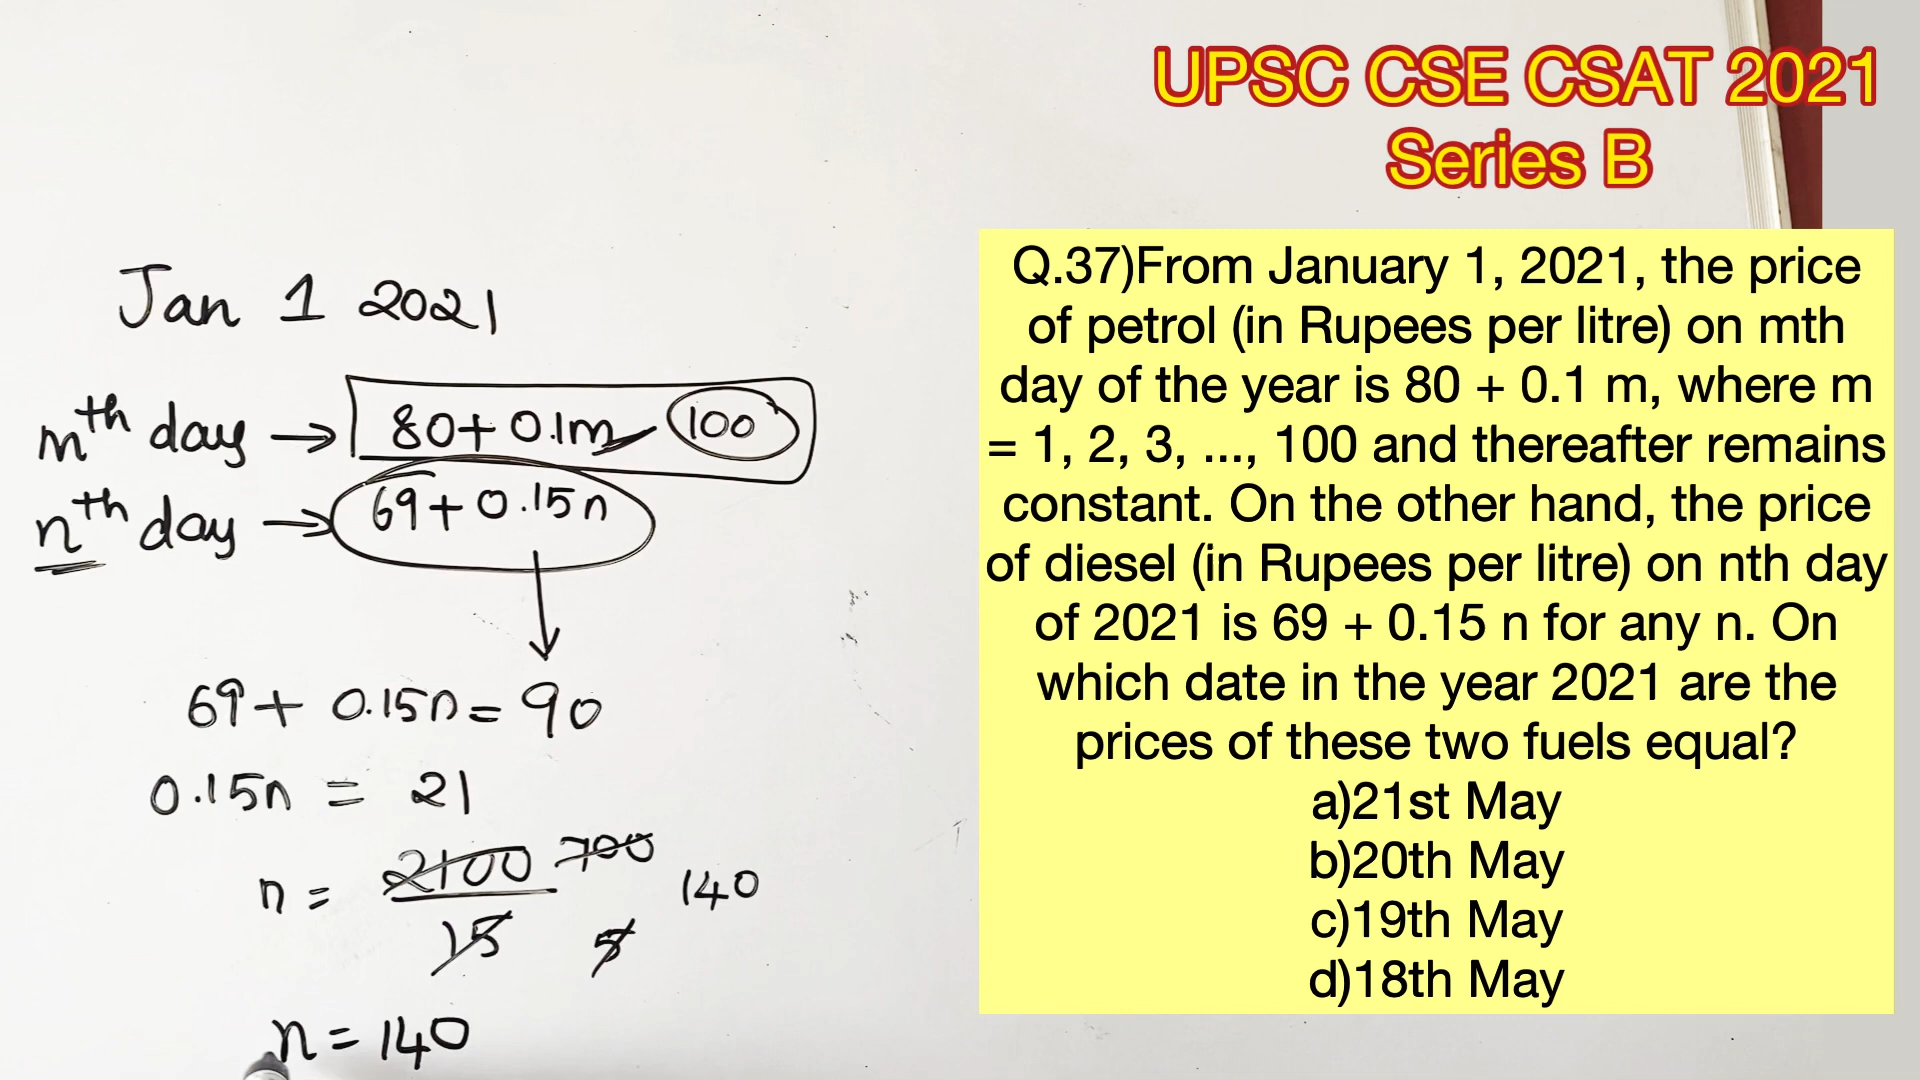 UPSC CSE CSAT 2021
Series B
Jan 1 2021
mth day → 80+ 0.1m 100
nth day → 69+ 0.15n
69+ 0.15n = 90
0.15n = 21
n = 2100 700 140
15 5
n = 140
Q.37)From January 1, 2021, the price
of petrol (in Rupees per litre) on mth
day of the year is 80 + 0.1 m, where m
= 1, 2, 3, ..., 100 and thereafter remains
constant. On the other hand, the price
of diesel (in Rupees per litre) on nth day
of 2021 is 69 + 0.15 n for any n. On
which date in the year 2021 are the
prices of these two fuels equal?
a)21st May
b)20th May
c)19th May
d)18th May